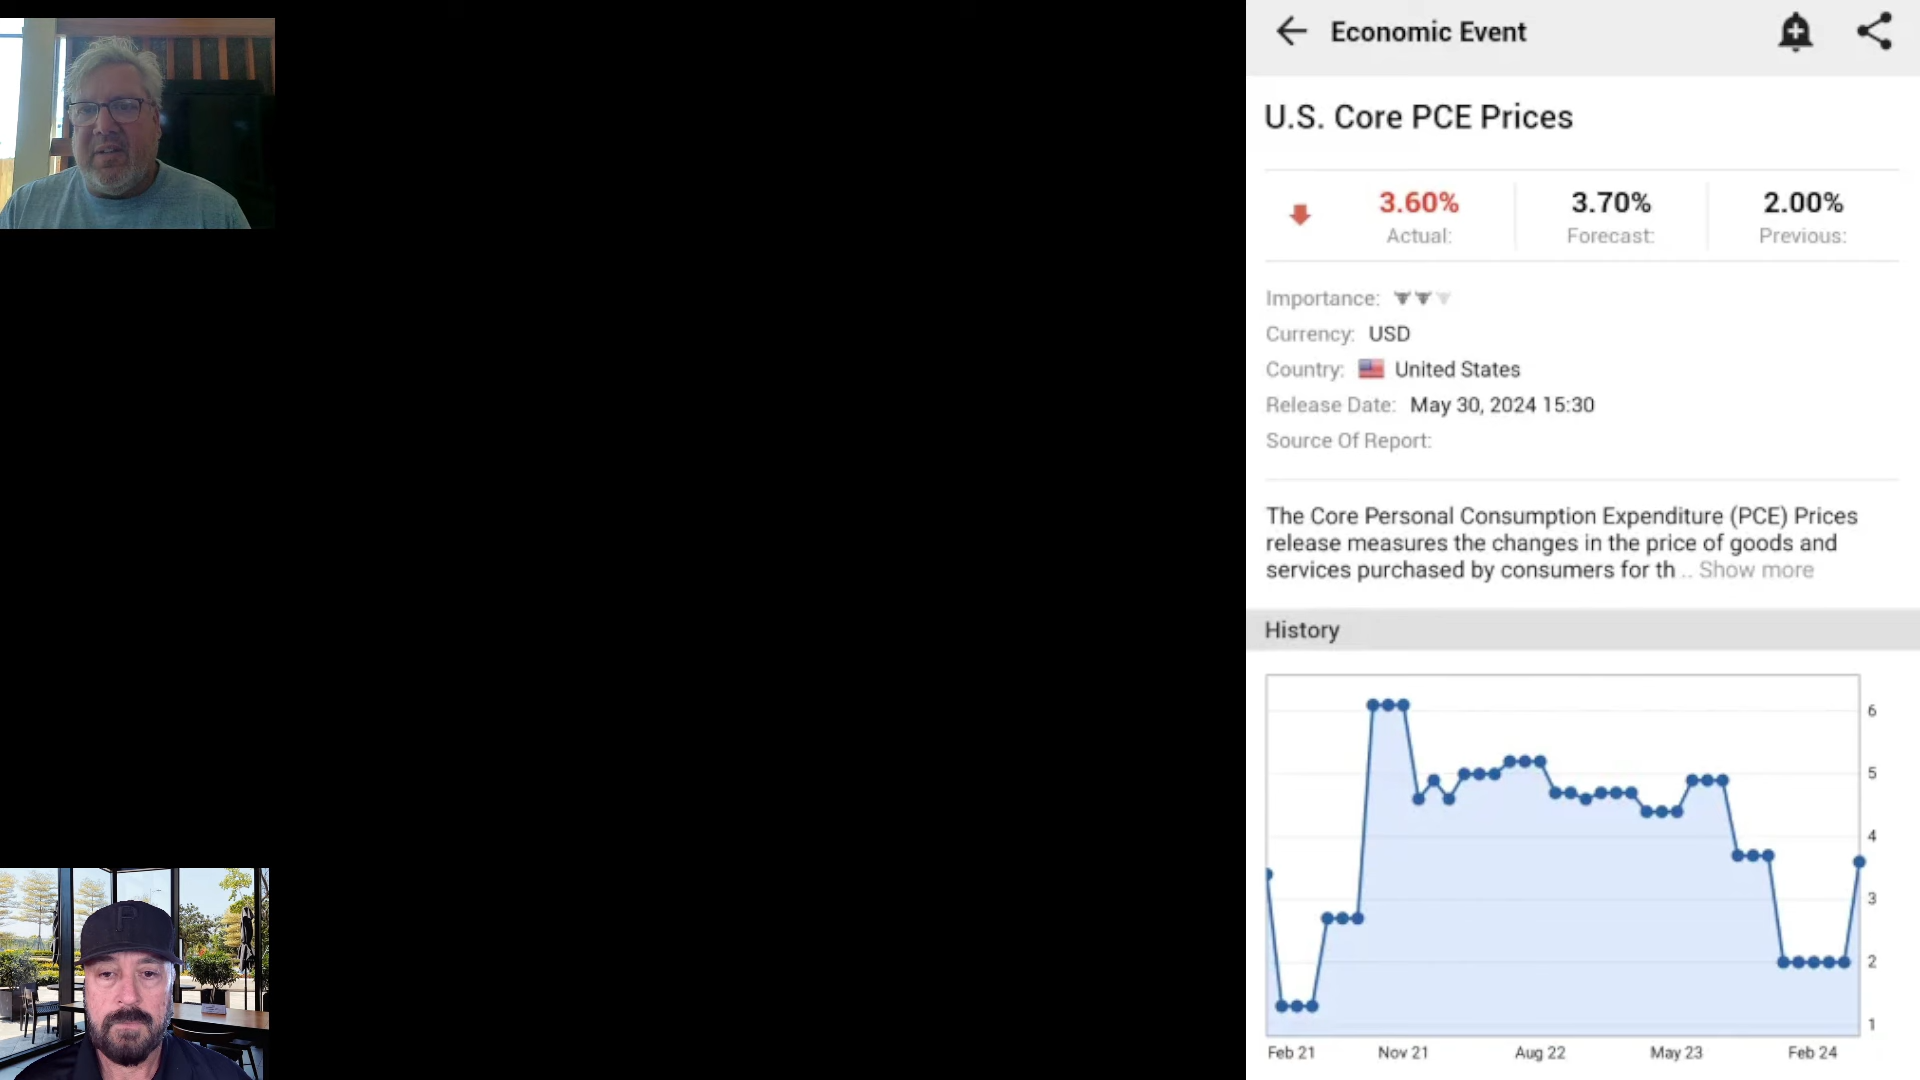 Economic Event
U.S. Core PCE Prices
3.60% 3.70% 2.00%
Actual: Forecast: Previous:
Importance:
Currency: USD
Country: United States
Release Date: May 30, 2024 15:30
Source Of Report:
The Core Personal Consumption Expenditure (PCE) Prices
release measures the changes in the price of goods and
services purchased by consumers for th .. Show more
History
6
5
4
3
2
1
Feb 21 Nov 21 Aug 22 May 23 Feb 24
P